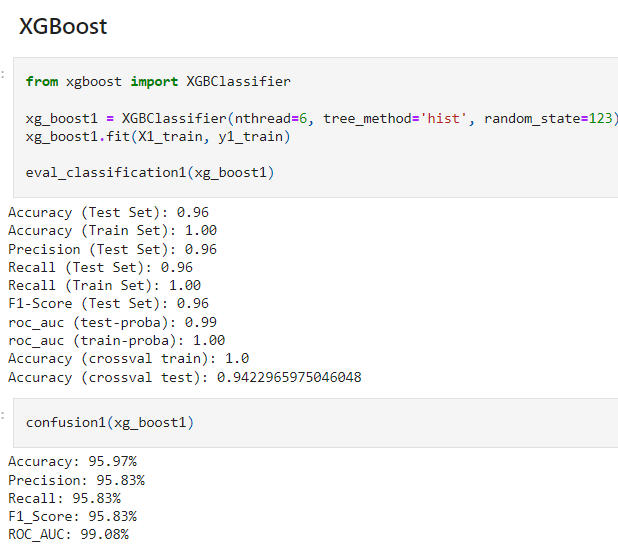 XGBoost
:
from xgboost import XGBClassifier
xg_boost1 = XGBClassifier(nthread=6, tree_method='hist', random_state=123)
xg_boost1.fit(X1_train, y1_train)
eval_classification1(xg_boost1)
Accuracy (Test Set): 0.96
Accuracy (Train Set): 1.00
Precision (Test Set): 0.96
Recall (Test Set): 0.96
Recall (Train Set): 1.00
F1-Score (Test Set): 0.96
roc_auc (test-proba): 0.99
roc_auc (train-proba): 1.00
Accuracy (crossval train): 1.0
Accuracy (crossval test): 0.9422965975046048
:
confusion1(xg_boost1)
Accuracy: 95.97%
Precision: 95.83%
Recall: 95.83%
F1_Score: 95.83%
ROC_AUC: 99.08%